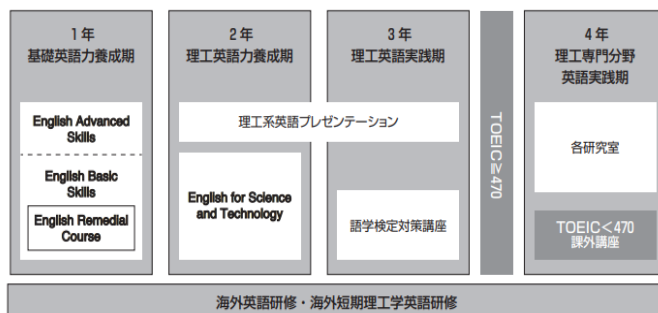 1年
基礎英語力養成期
English Advanced
Skills
English Basic
Skills
English Remedial
Course
2年
理工英語力養成期
3年
理工英語実践期
理工系英語プレゼンテーション
English for Science
and Technology
語学検定対策講座
TOEIC≧470
4年
理工専門分野
英語実践期
各研究室
TOEIC<470
課外講座
海外英語研修・海外短期理工学英語研修